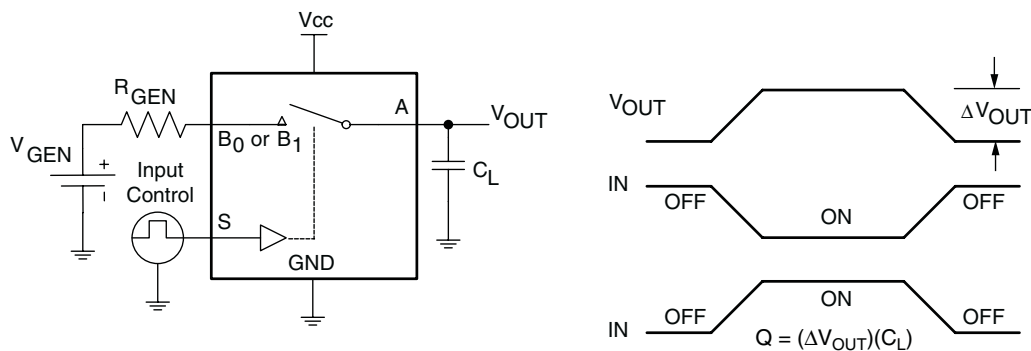 Vcc
RGEN
VGEN
+
–
Input
Control
B0 or B1
A
VOUT
CL
S
GND
VOUT
ΔVOUT
IN
OFF
ON
OFF
IN
OFF
ON
OFF
Q = (ΔVOUT)(CL)